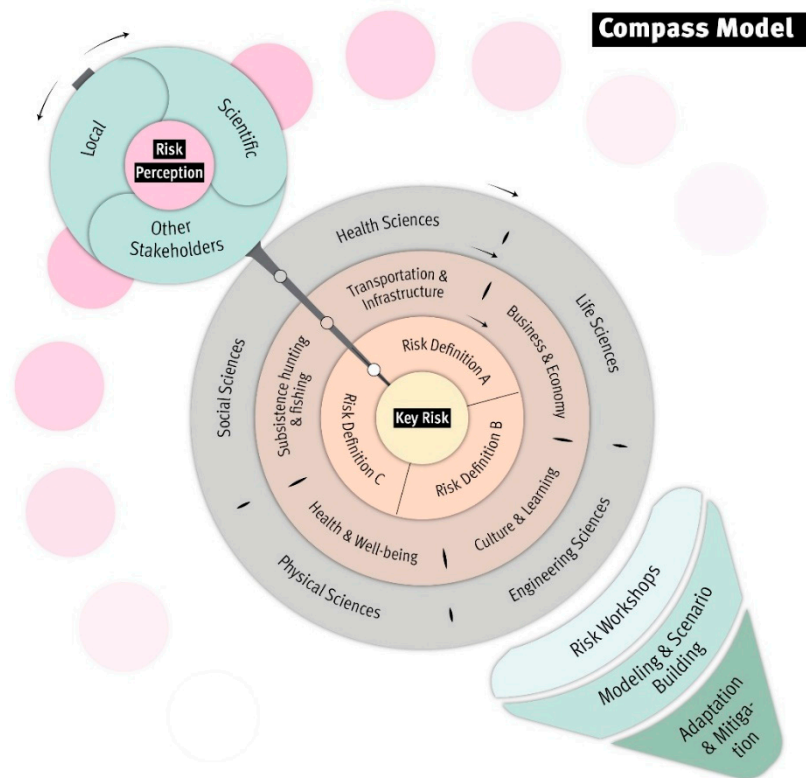 Compass Model
Local
Scientific
Risk
Perception
Other
Stakeholders
Health Sciences
Life Sciences
Engineering Sciences
Physical Sciences
Social Sciences
Transportation &
Infrastructure
Business & Economy
Culture & Learning
Health & Well-being
Subsistence hunting
& fishing
Risk Definition A
Risk Definition B
Risk Definition C
Key Risk
Risk Workshops
Modeling & Scenario
Building
Adaptation
& Mitiga-
tion